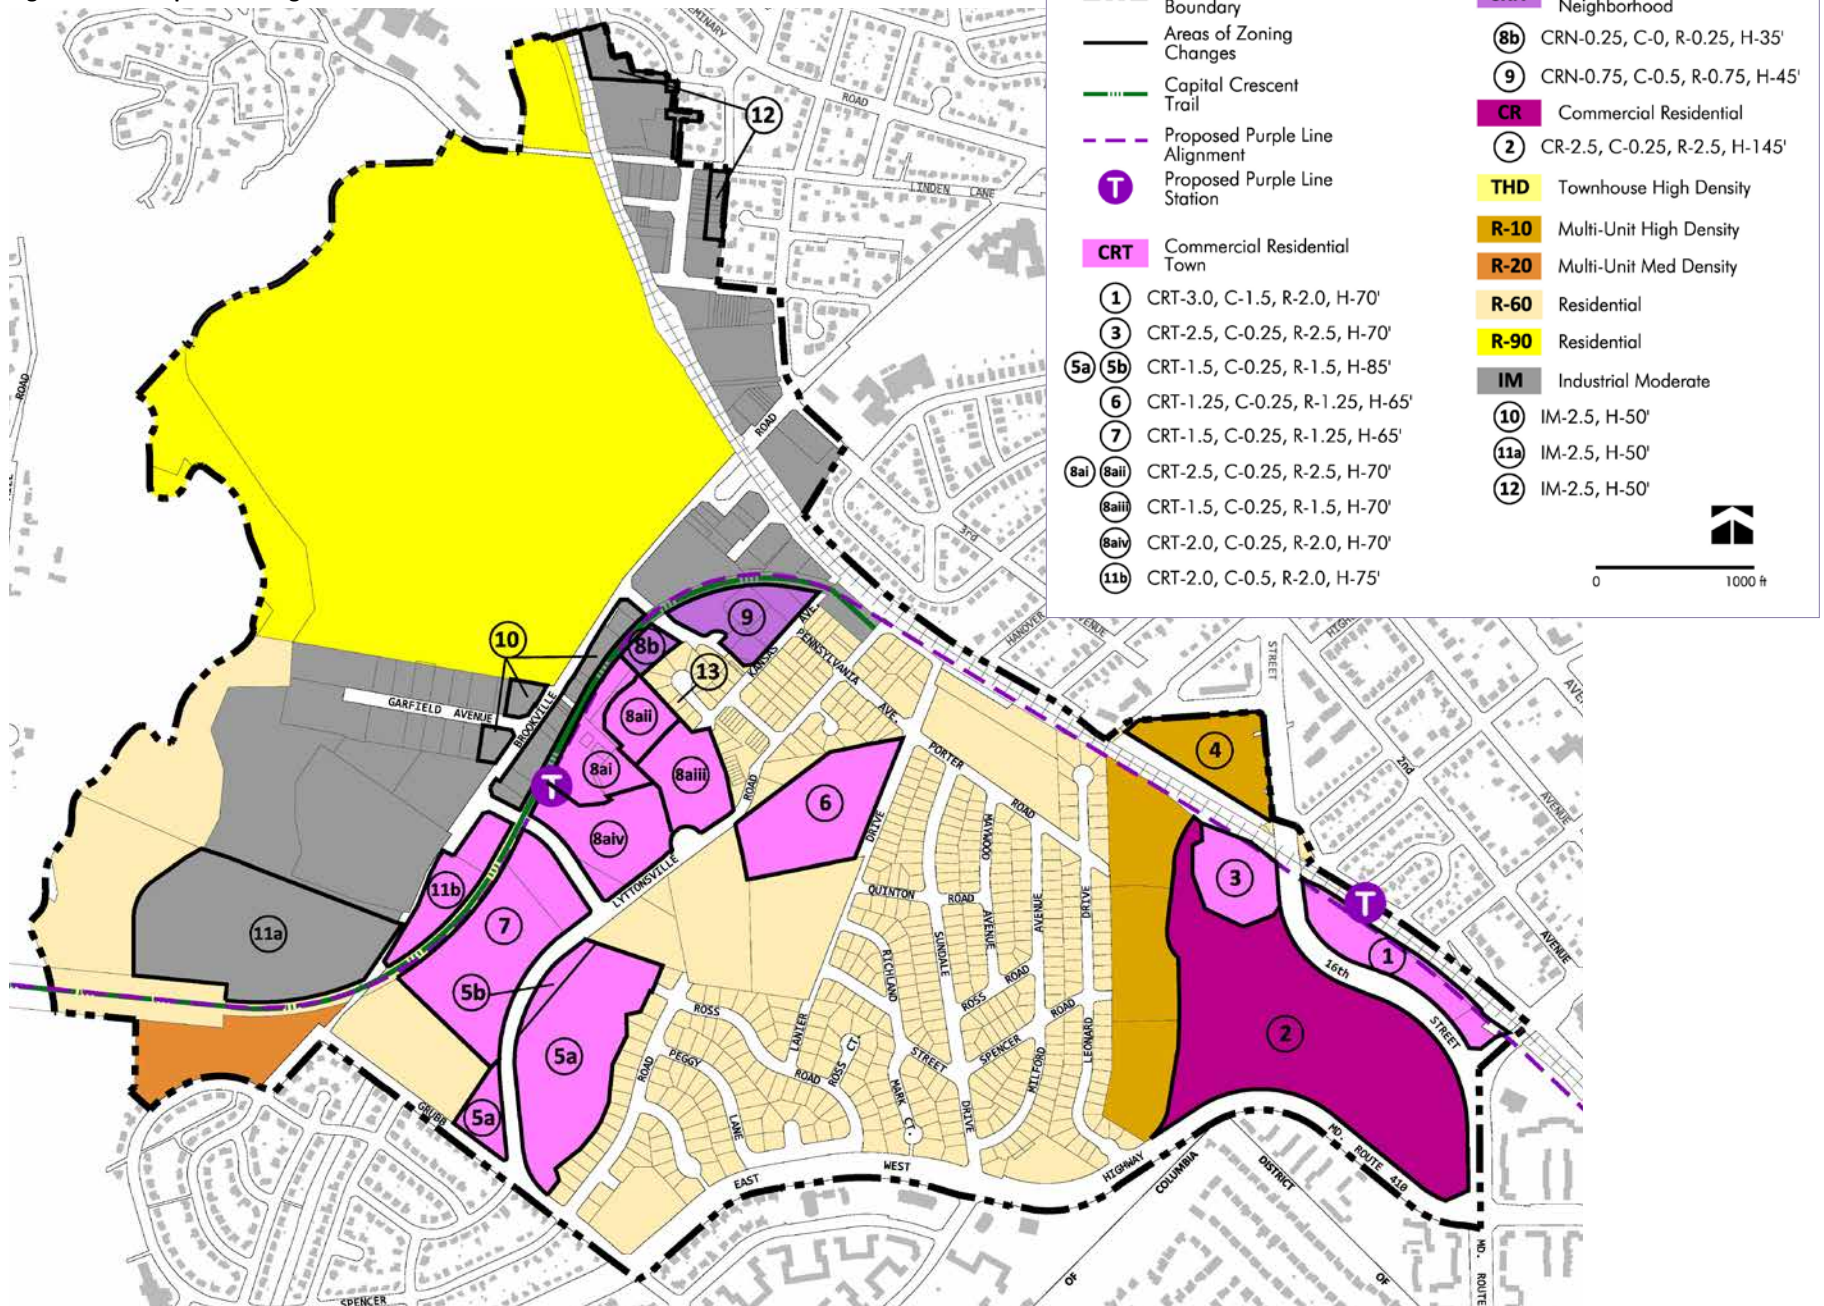 Boundary
Areas of Zoning
Changes
Capital Crescent
Trail
Proposed Purple Line
Alignment
T
Proposed Purple Line
Station
CRT
Commercial Residential
Town
1 CRT-3.0, C-1.5, R-2.0, H-70'
3 CRT-2.5, C-0.25, R-2.5, H-70'
5a 5b CRT-1.5, C-0.25, R-1.5, H-85'
6 CRT-1.25, C-0.25, R-1.25, H-65'
7 CRT-1.5, C-0.25, R-1.25, H-65'
8ai 8aii CRT-2.5, C-0.25, R-2.5, H-70'
8aiii CRT-1.5, C-0.25, R-1.5, H-70'
8aiv CRT-2.0, C-0.25, R-2.0, H-70'
11b CRT-2.0, C-0.5, R-2.0, H-75'
Neighborhood
8b CRN-0.25, C-0, R-0.25, H-35'
9 CRN-0.75, C-0.5, R-0.75, H-45'
CR Commercial Residential
2 CR-2.5, C-0.25, R-2.5, H-145'
THD Townhouse High Density
R-10 Multi-Unit High Density
R-20 Multi-Unit Med Density
R-60 Residential
R-90 Residential
IM Industrial Moderate
10 IM-2.5, H-50'
11a IM-2.5, H-50'
12 IM-2.5, H-50'
0 1000 ft
ROAD
12
LINDEN LANE
ROAD
ROAD
3rd
HANOVER
STREET
9
AVE.
KANSAS
PENNSYLVANIA
AVE.
10
8b
13
GARFIELD AVENUE
BROOKVILLE
8aii
8ai
8aiii
T
8aiv
ROAD
LYTTONSVILLE
6
DRIVE
PORTER
ROAD
4
2nd
AVENUE
AVENUE
3
T
1
16th
STREET
2
11b
7
11a
5b
5a
5a
GRUBB
QUINTON
ROAD
MAYWOOD
AVENUE
AVENUE
DRIVE
SUNDALE
RICHLAND
ROSS
ROAD
ROSS
LANIER
ROAD
PEGGY
LANE
ROAD
ROSS CT.
STREET
SPENCER
ROAD
MILFORD
LEONARD
MARK CT.
DRIVE
EAST
WEST
HIGHWAY
COLUMBIA
DISTRICT
OF
OF
MD. ROUTE 410
MD. ROUTE
SPENCER